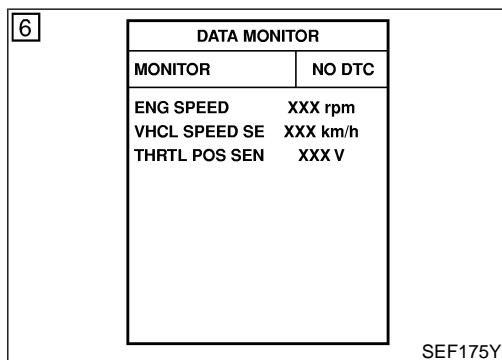 6
DATA MONITOR
MONITOR NO DTC
ENG SPEED XXX rpm
VHCL SPEED SE XXX km/h
THRTL POS SEN XXX V
SEF175Y